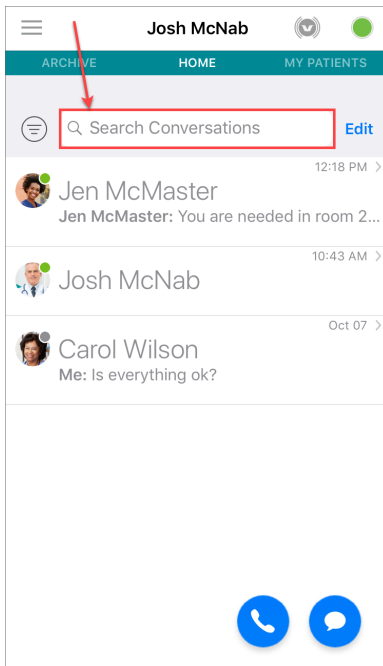 Josh McNab
ARCHIVE HOME MY PATIENTS
Search Conversations Edit
12:18 PM
Jen McMaster
Jen McMaster: You are needed in room 2...
10:43 AM
Josh McNab
Oct 07
Carol Wilson
Me: Is everything ok?